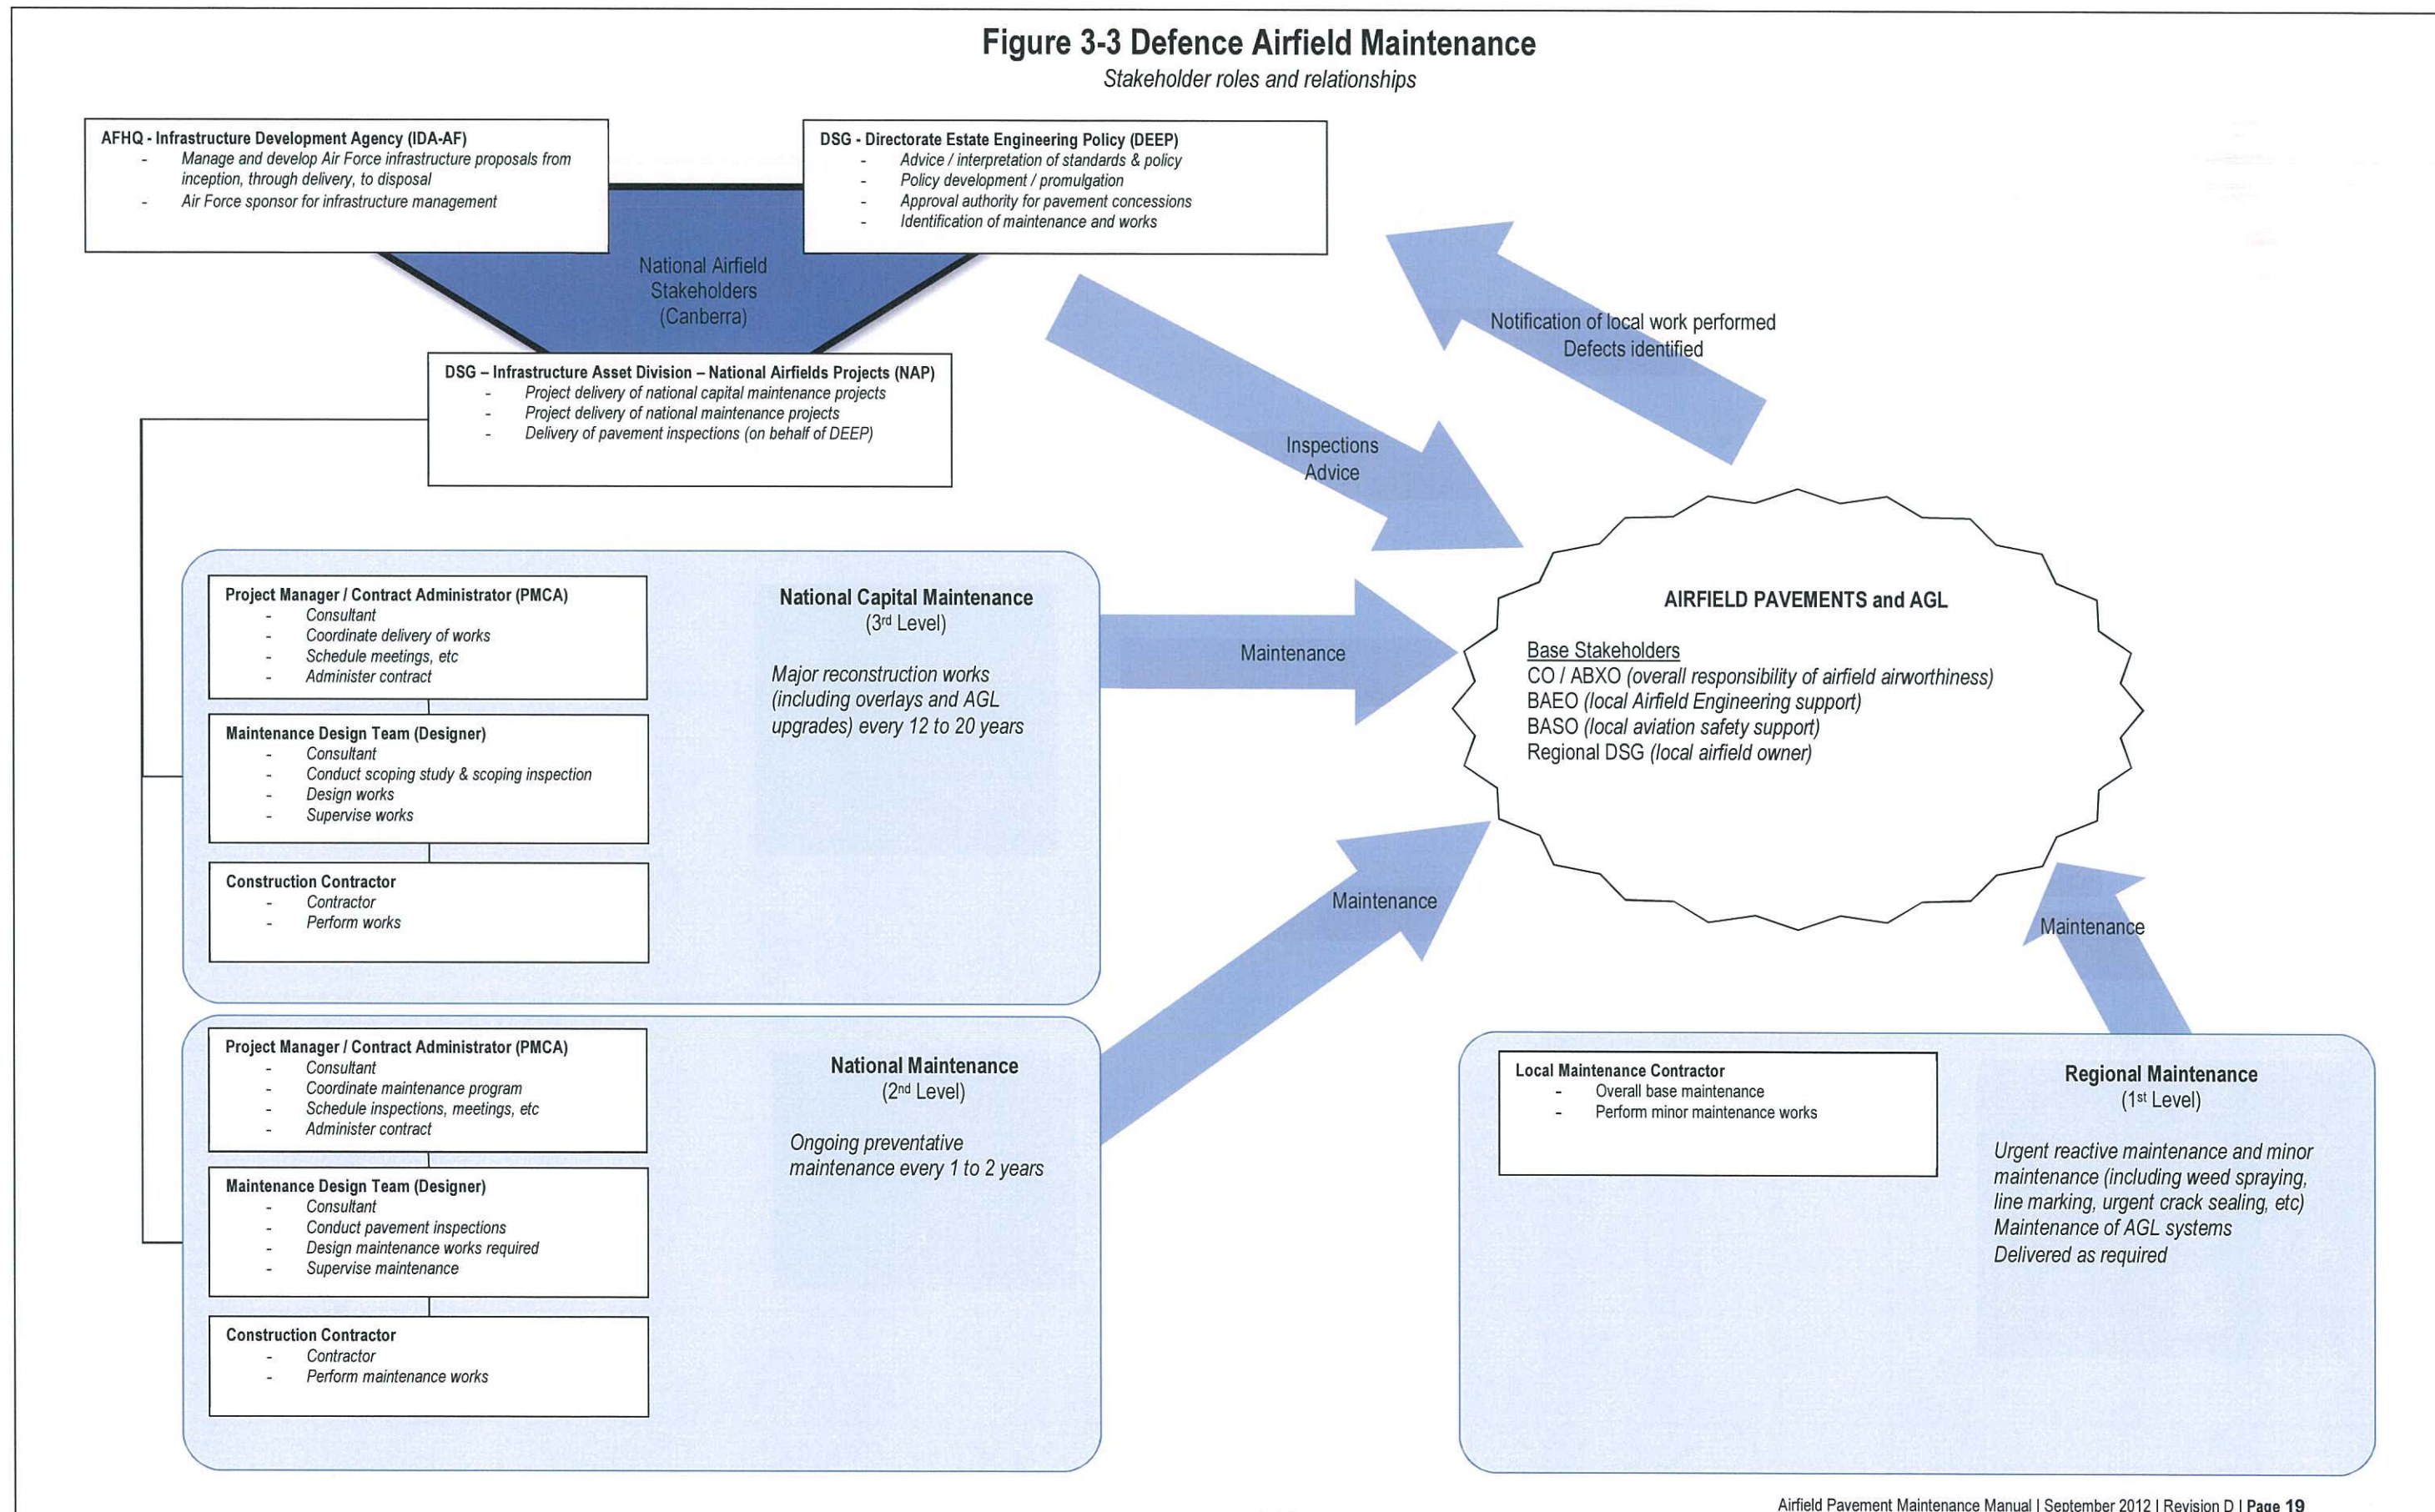 Figure 3-3 Defence Airfield Maintenance
Stakeholder roles and relationships
AFHQ - Infrastructure Development Agency (IDA-AF)
- Manage and develop Air Force infrastructure proposals from
inception, through delivery, to disposal
- Air Force sponsor for infrastructure management
DSG - Directorate Estate Engineering Policy (DEEP)
- Advice / interpretation of standards & policy
- Policy development / promulgation
- Approval authority for pavement concessions
- Identification of maintenance and works
National Airfield
Stakeholders
(Canberra)
DSG – Infrastructure Asset Division – National Airfields Projects (NAP)
- Project delivery of national capital maintenance projects
- Project delivery of national maintenance projects
- Delivery of pavement inspections (on behalf of DEEP)
Notification of local work performed
Defects identified
Inspections
Advice
Project Manager / Contract Administrator (PMCA)
- Consultant
- Coordinate delivery of works
- Schedule meetings, etc
- Administer contract
Maintenance Design Team (Designer)
- Consultant
- Conduct scoping study & scoping inspection
- Design works
- Supervise works
Construction Contractor
- Contractor
- Perform works
National Capital Maintenance
(3rd Level)
Major reconstruction works
(including overlays and AGL
upgrades) every 12 to 20 years
Maintenance
AIRFIELD PAVEMENTS and AGL
Base Stakeholders
CO / ABXO (overall responsibility of airfield airworthiness)
BAEO (local Airfield Engineering support)
BASO (local aviation safety support)
Regional DSG (local airfield owner)
Maintenance
Maintenance
Project Manager / Contract Administrator (PMCA)
- Consultant
- Coordinate maintenance program
- Schedule inspections, meetings, etc
- Administer contract
Maintenance Design Team (Designer)
- Consultant
- Conduct pavement inspections
- Design maintenance works required
- Supervise maintenance
Construction Contractor
- Contractor
- Perform maintenance works
National Maintenance
(2nd Level)
Ongoing preventative
maintenance every 1 to 2 years
Local Maintenance Contractor
- Overall base maintenance
- Perform minor maintenance works
Regional Maintenance
(1st Level)
Urgent reactive maintenance and minor
maintenance (including weed spraying,
line marking, urgent crack sealing, etc)
Maintenance of AGL systems
Delivered as required
Airfield Pavement Maintenance Manual | September 2012 | Revision D | Page 19